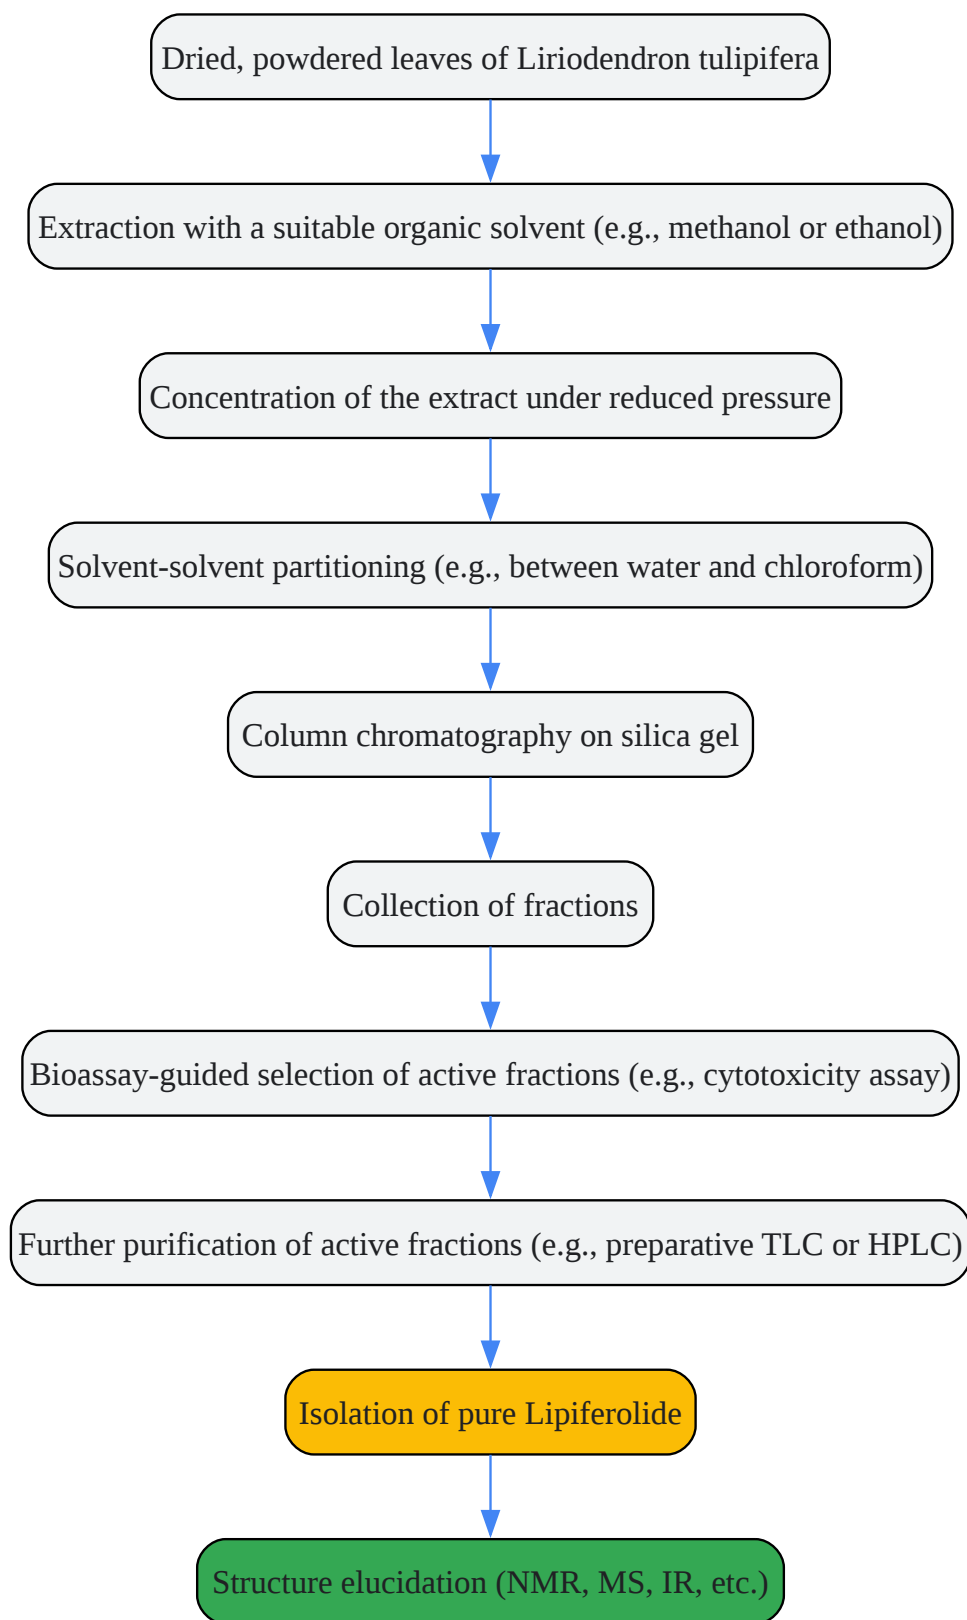 Dried, powdered leaves of Liriodendron tulipifera
Extraction with a suitable organic solvent (e.g., methanol or ethanol)
Concentration of the extract under reduced pressure
Solvent-solvent partitioning (e.g., between water and chloroform)
Column chromatography on silica gel
Collection of fractions
Bioassay-guided selection of active fractions (e.g., cytotoxicity assay)
Further purification of active fractions (e.g., preparative TLC or HPLC)
Isolation of pure Lipiferolide
Structure elucidation (NMR, MS, IR, etc.)